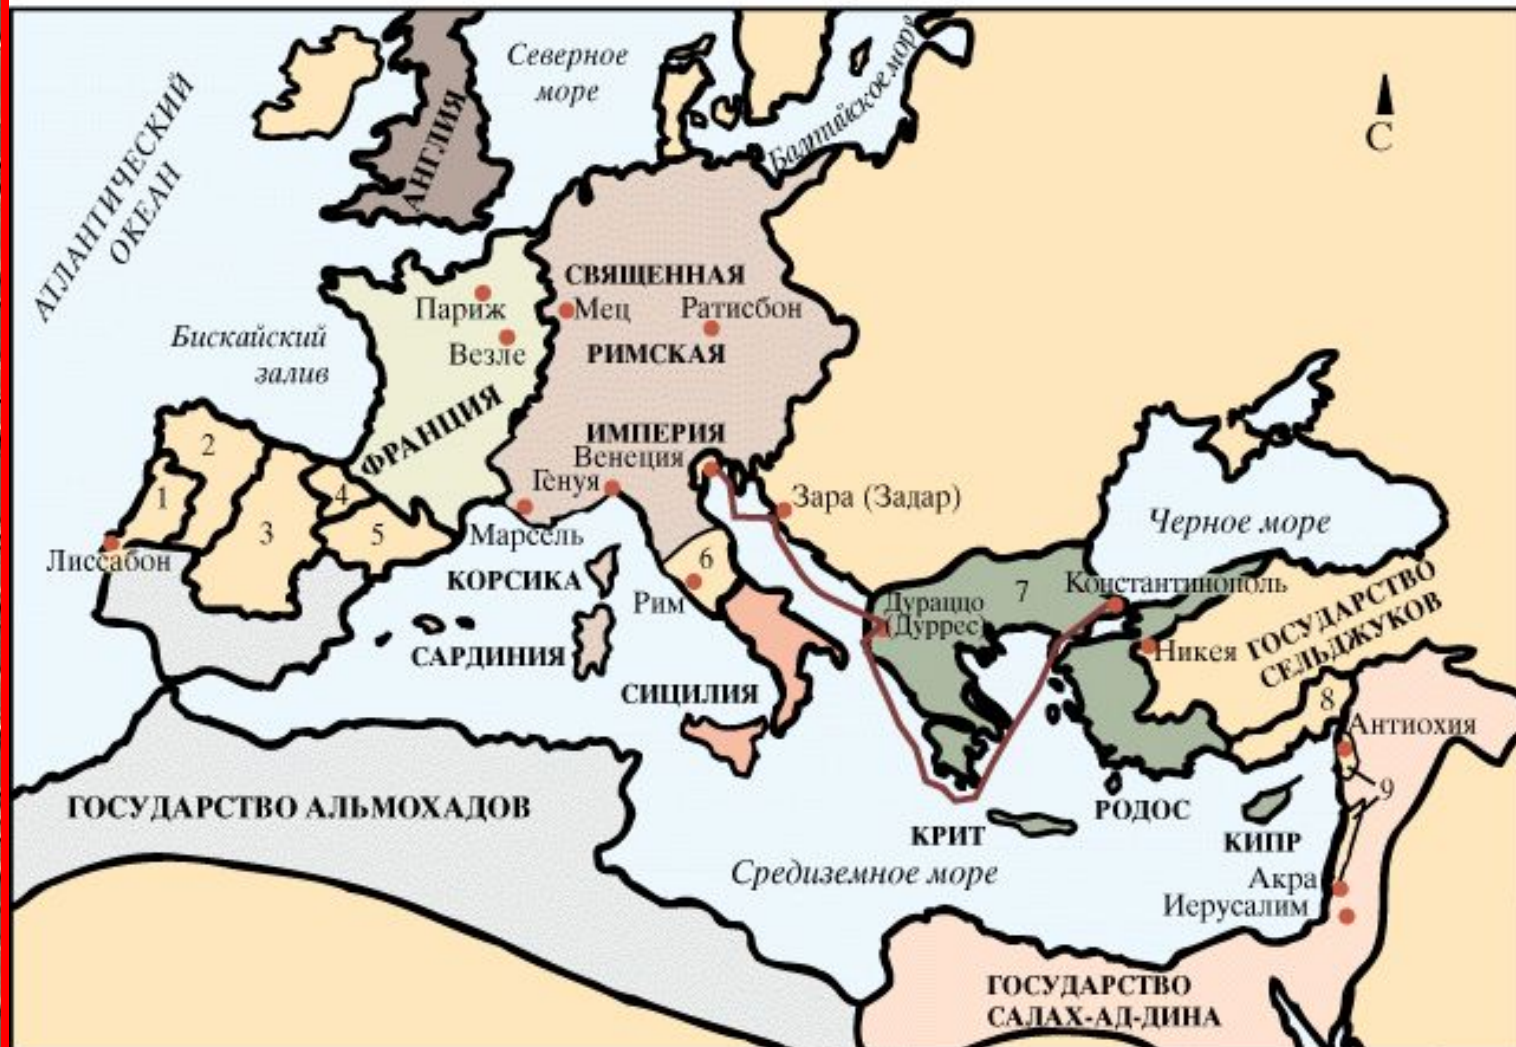 АТЛАНТИЧЕСКИЙ
ОКЕАН
Северное
море
Балтийское море
С
АНГЛИЯ
СВЯЩЕННАЯ
Париж
Мец
Ратисбон
Везле
РИМСКАЯ
Бискайский
залив
ФРАНЦИЯ
ИМПЕРИЯ
Венеция
Генуя
Зара (Задар)
Марсель
1
2
3
4
5
Лиссабон
КОРСИКА
6
Рим
САРДИНИЯ
СИЦИЛИЯ
Черное море
7
Константинополь
Дураццо
(Дуррес)
Никея
ГОСУДАРСТВО
СЕЛЬДЖУКОВ
8
Антиохия
9
РОДОС
КРИТ
КИПР
ГОСУДАРСТВО АЛЬМОХАДОВ
Средиземное море
Акра
Иерусалим
ГОСУДАРСТВО
САЛАХ-АД-ДИНА